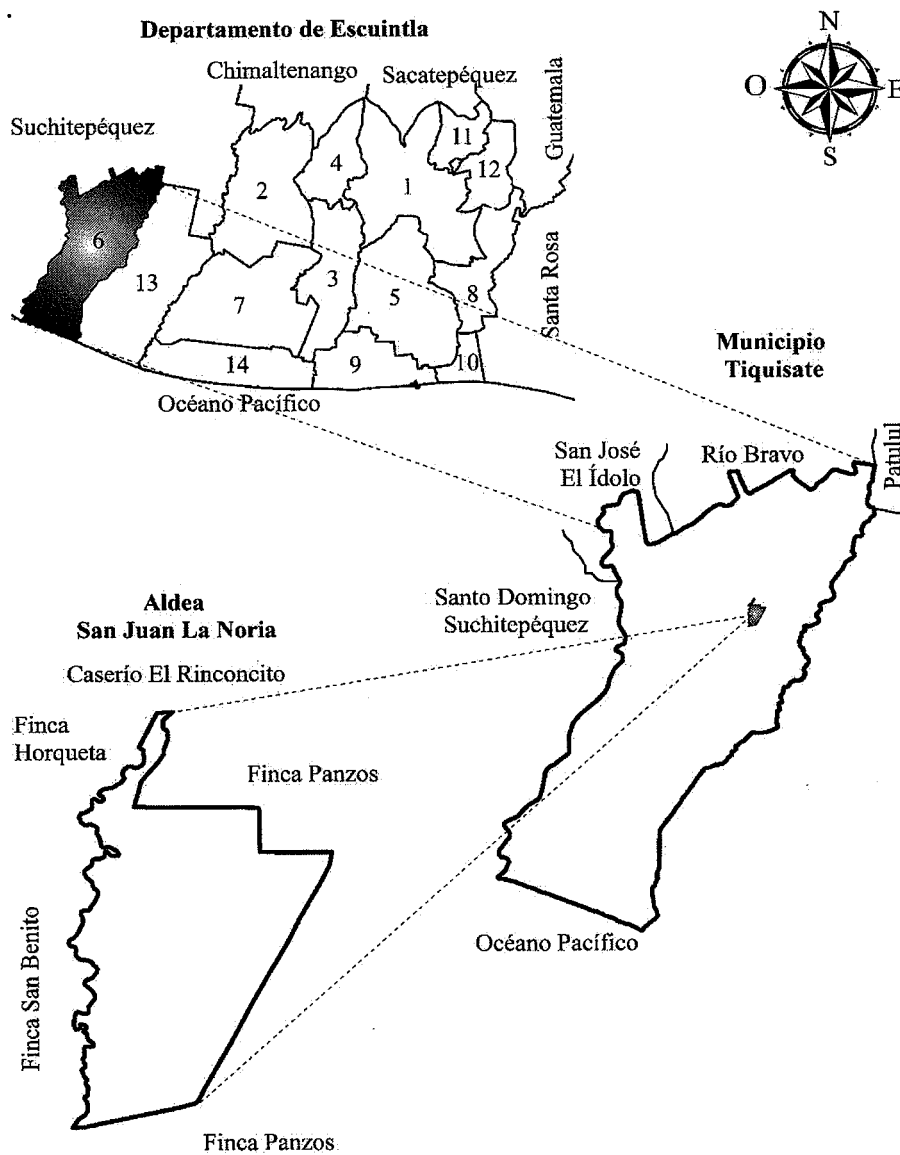 Departamento de Escuintla
Chimaltenango
Sacatepéquez
Suchitepéquez
Guatemala
N
O
E
S
11
4
12
2
1
6
13
3
8
7
5
Santa Rosa
14
9
10
Océano Pacífico
Municipio
Tiquisate
San José
El Ídolo
Río Bravo
Patulul
Santo Domingo
Suchitepéquez
Aldea
San Juan La Noria
Caserío El Rinconcito
Finca
Horqueta
Finca Panzos
Finca San Benito
Océano Pacífico
Finca Panzos